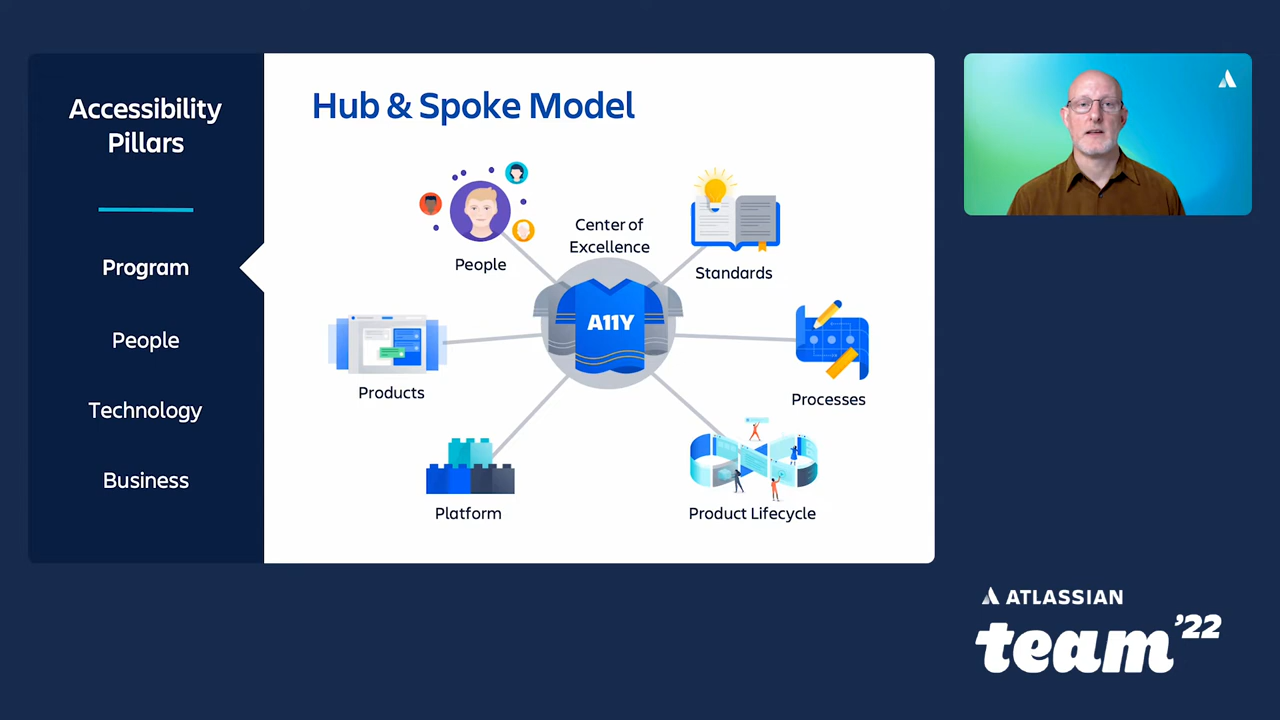 Accessibility
Pillars
Program
People
Technology
Business
Hub & Spoke Model
People
Center of
Excellence
Standards
A11Y
Products
Processes
Platform
Product Lifecycle
ATLASSIAN
team '22